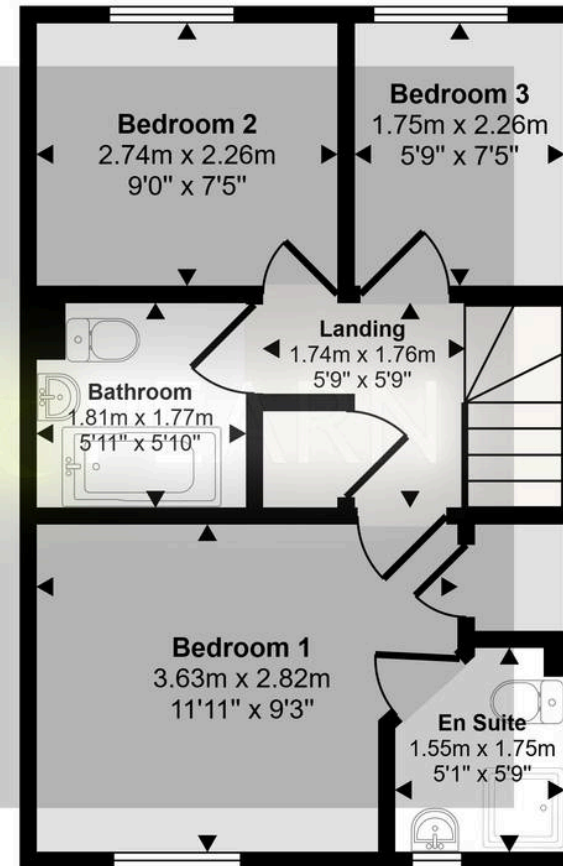 Bedroom 2
2.74m x 2.26m
9'0" x 7'5"
Bedroom 3
1.75m x 2.26m
5'9" x 7'5"
Landing
1.74m x 1.76m
5'9" x 5'9"
Bathroom
1.81m x 1.77m
5'11" x 5'10"
ARN
Bedroom 1
3.63m x 2.82m
11'11" x 9'3"
En Suite
1.55m x 1.75m
5'1" x 5'9"